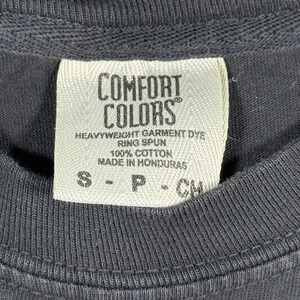 COMFORT
COLORS®
HEAVYWEIGHT GARMENT DYE
RING SPUN
100% COTTON
MADE IN HONDURAS
S - P - CH